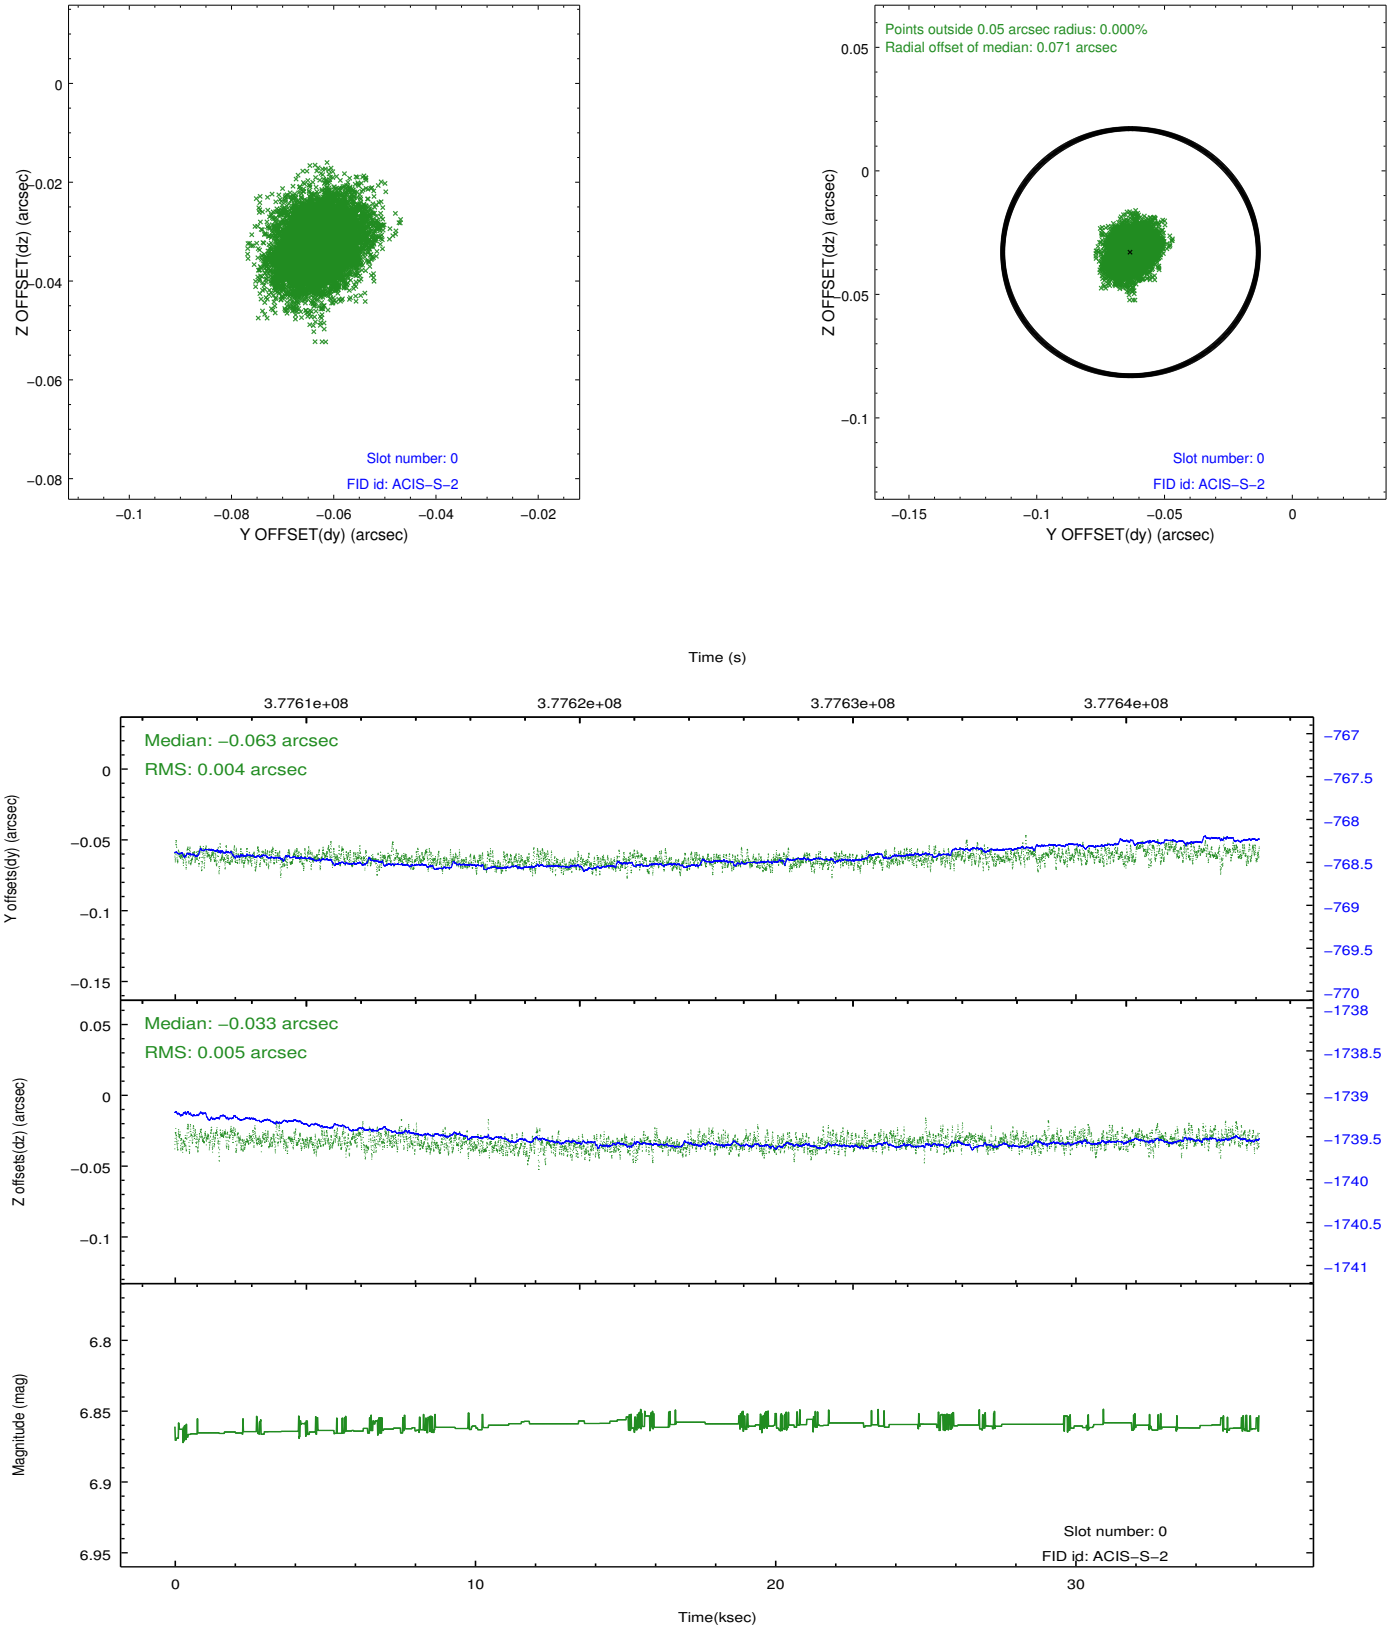 0
−0.02
−0.04
−0.06
−0.08
Z OFFSET(dz) (arcsec)
Slot number: 0
FID id: ACIS−S−2
−0.1
−0.08
−0.06
−0.04
−0.02
Y OFFSET(dy) (arcsec)
Points outside 0.05 arcsec radius: 0.000%
Radial offset of median: 0.071 arcsec
0.05
0
−0.05
−0.1
Z OFFSET(dz) (arcsec)
Slot number: 0
FID id: ACIS−S−2
−0.15
−0.1
−0.05
0
Y OFFSET(dy) (arcsec)
Time (s)
3.7761e+08
3.7762e+08
3.7763e+08
3.7764e+08
Median: −0.063 arcsec
RMS: 0.004 arcsec
0
−0.05
−0.1
−0.15
Y offsets(dy) (arcsec)
−767
−767.5
−768
−768.5
−769
−769.5
−770
Median: −0.033 arcsec
RMS: 0.005 arcsec
0.05
0
−0.05
−0.1
Z offsets(dz) (arcsec)
−1738
−1738.5
−1739
−1739.5
−1740
−1740.5
−1741
6.8
6.85
6.9
6.95
Magnitude (mag)
Slot number: 0
FID id: ACIS−S−2
0
10
20
30
Time(ksec)